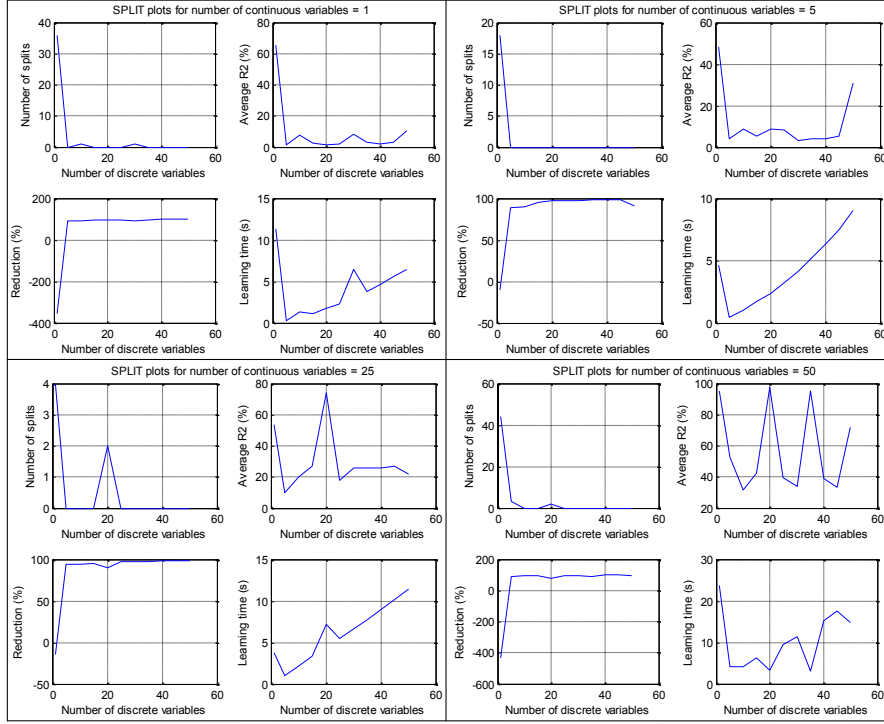 SPLIT plots for number of continuous variables = 1
Number of splits
40
30
20
10
0
0 20 40 60
Number of discrete variables
Average R2 (%)
80
60
40
20
0
0 20 40 60
Number of discrete variables
Reduction (%)
200
0
-200
-400
0 20 40 60
Number of discrete variables
Learning time (s)
15
10
5
0
0 20 40 60
Number of discrete variables
SPLIT plots for number of continuous variables = 5
Number of splits
20
15
10
5
0
0 20 40 60
Number of discrete variables
Average R2 (%)
60
40
20
0
0 20 40 60
Number of discrete variables
Reduction (%)
100
50
0
-50
0 20 40 60
Number of discrete variables
Learning time (s)
10
5
0
0 20 40 60
Number of discrete variables
SPLIT plots for number of continuous variables = 25
Number of splits
4
3
2
1
0
0 20 40 60
Number of discrete variables
Average R2 (%)
80
60
40
20
0
0 20 40 60
Number of discrete variables
Reduction (%)
100
50
0
-50
0 20 40 60
Number of discrete variables
Learning time (s)
15
10
5
0
0 20 40 60
Number of discrete variables
SPLIT plots for number of continuous variables = 50
Number of splits
60
40
20
0
0 20 40 60
Number of discrete variables
Average R2 (%)
100
80
60
40
20
0 20 40 60
Number of discrete variables
Reduction (%)
200
0
-200
-400
-600
0 20 40 60
Number of discrete variables
Learning time (s)
30
20
10
0
0 20 40 60
Number of discrete variables